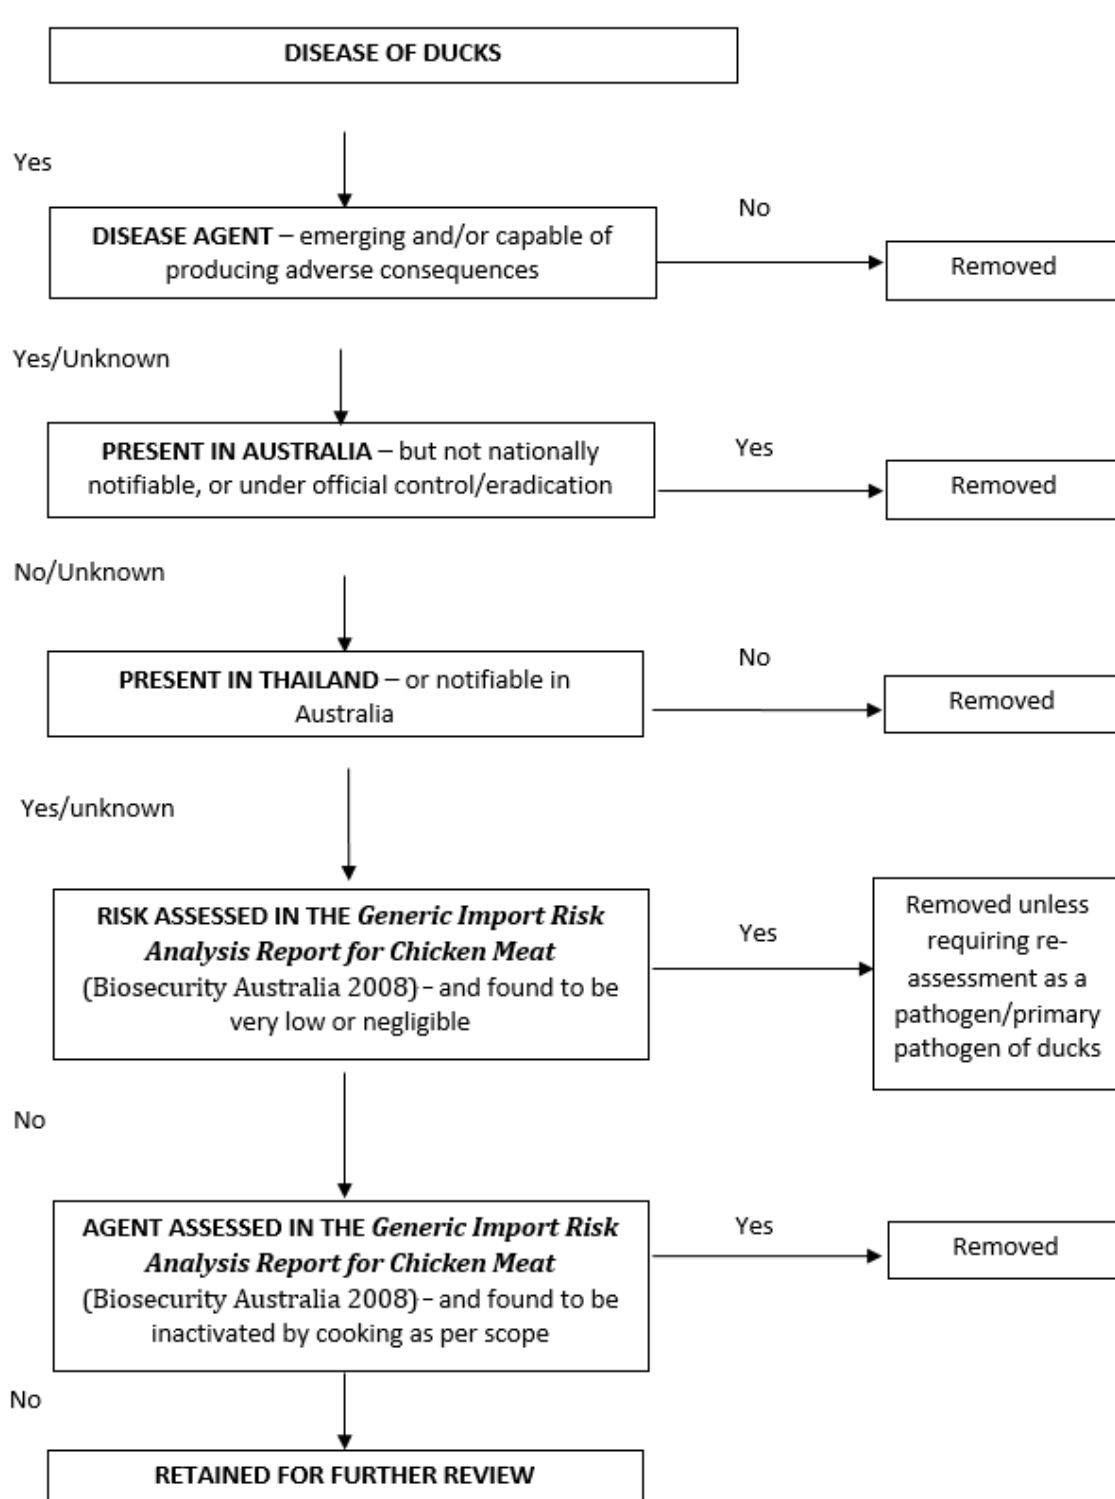 DISEASE OF DUCKS
Yes
DISEASE AGENT – emerging and/or capable of
producing adverse consequences
No
Removed
Yes/Unknown
PRESENT IN AUSTRALIA – but not nationally
notifiable, or under official control/eradication
Yes
Removed
No/Unknown
PRESENT IN THAILAND – or notifiable in
Australia
No
Removed
Yes/unknown
RISK ASSESSED IN THE Generic Import Risk
Analysis Report for Chicken Meat
(Biosecurity Australia 2008) – and found to be
very low or negligible
Yes
Removed unless
requiring re-
assessment as a
pathogen/primary
pathogen of ducks
No
AGENT ASSESSED IN THE Generic Import Risk
Analysis Report for Chicken Meat
(Biosecurity Australia 2008) – and found to be
inactivated by cooking as per scope
Yes
Removed
No
RETAINED FOR FURTHER REVIEW